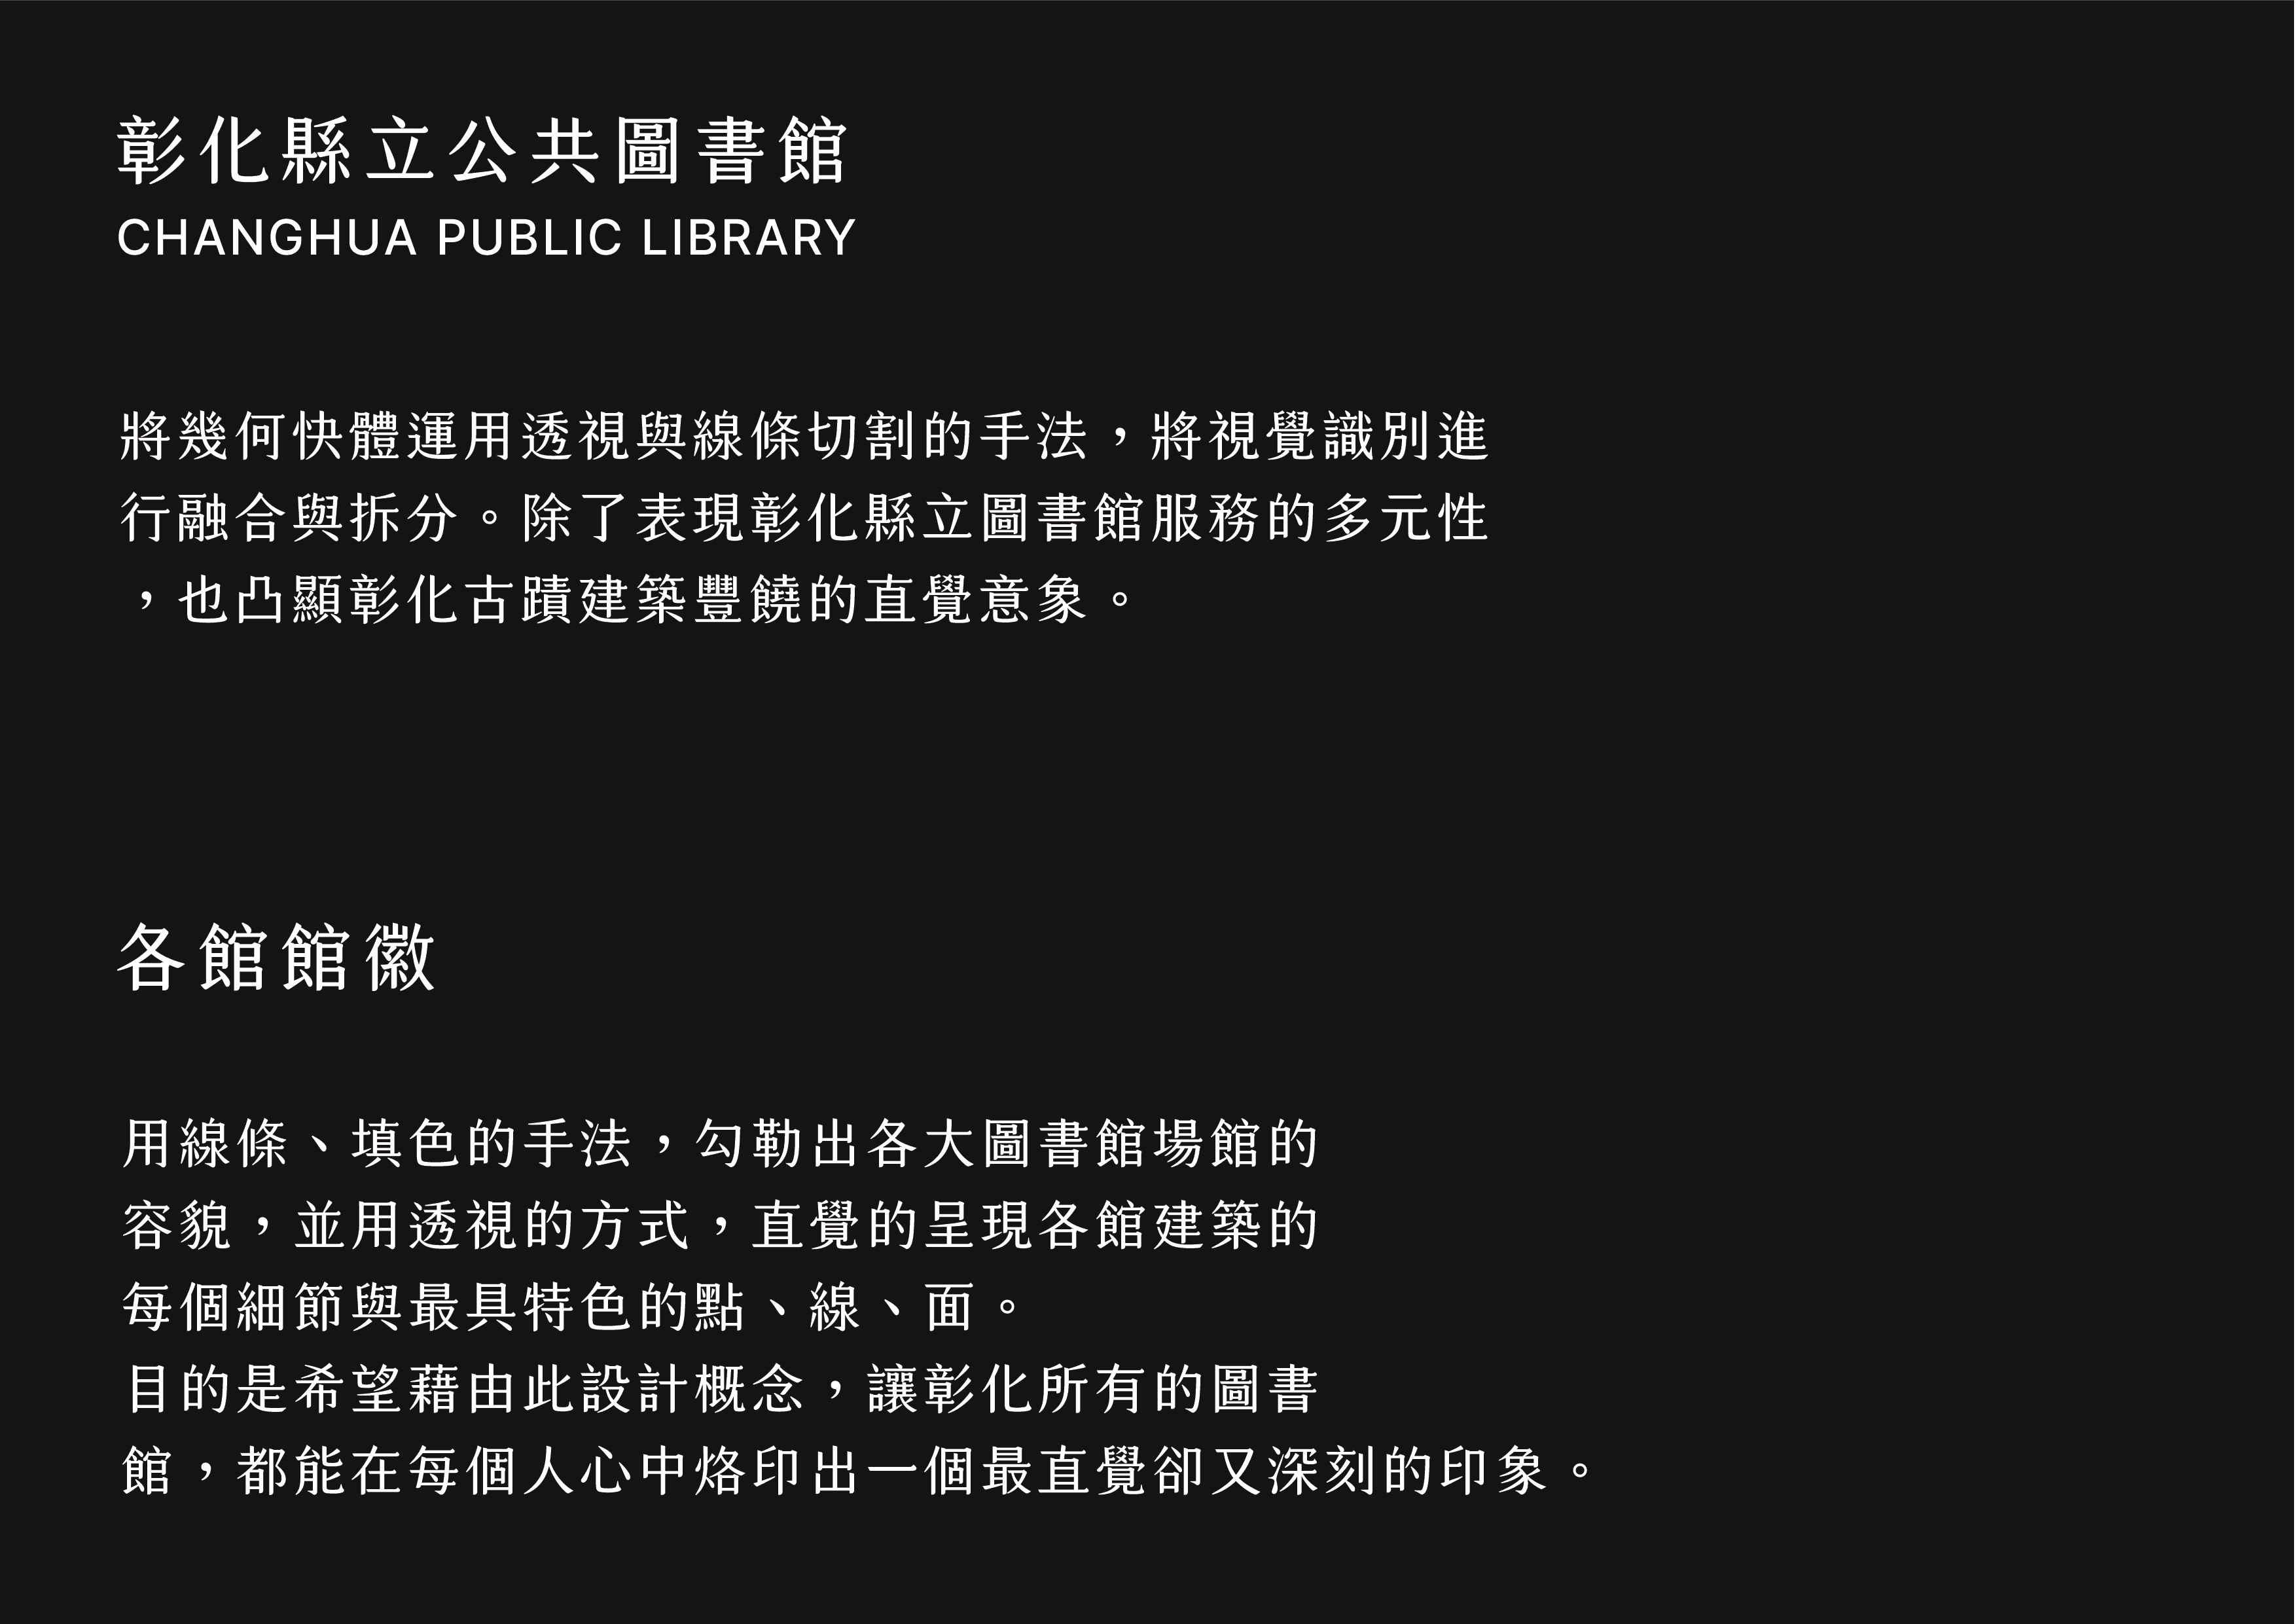 彰化縣立公共圖書館
CHANGHUA PUBLIC LIBRARY
將幾何快體運用透視與線條切割的手法，將視覺識別進
行融合與拆分。除了表現彰化縣立圖書館服務的多元性
，也凸顯彰化古蹟建築豐饒的直覺意象。
各館館徽
用線條、填色的手法，勾勒出各大圖書館場館的
容貌，並用透視的方式，直覺的呈現各館建築的
每個細節與最具特色的點、線、面。
目的是希望藉由此設計概念，讓彰化所有的圖書
館，都能在每個人心中烙印出一個最直覺卻又深刻的印象。